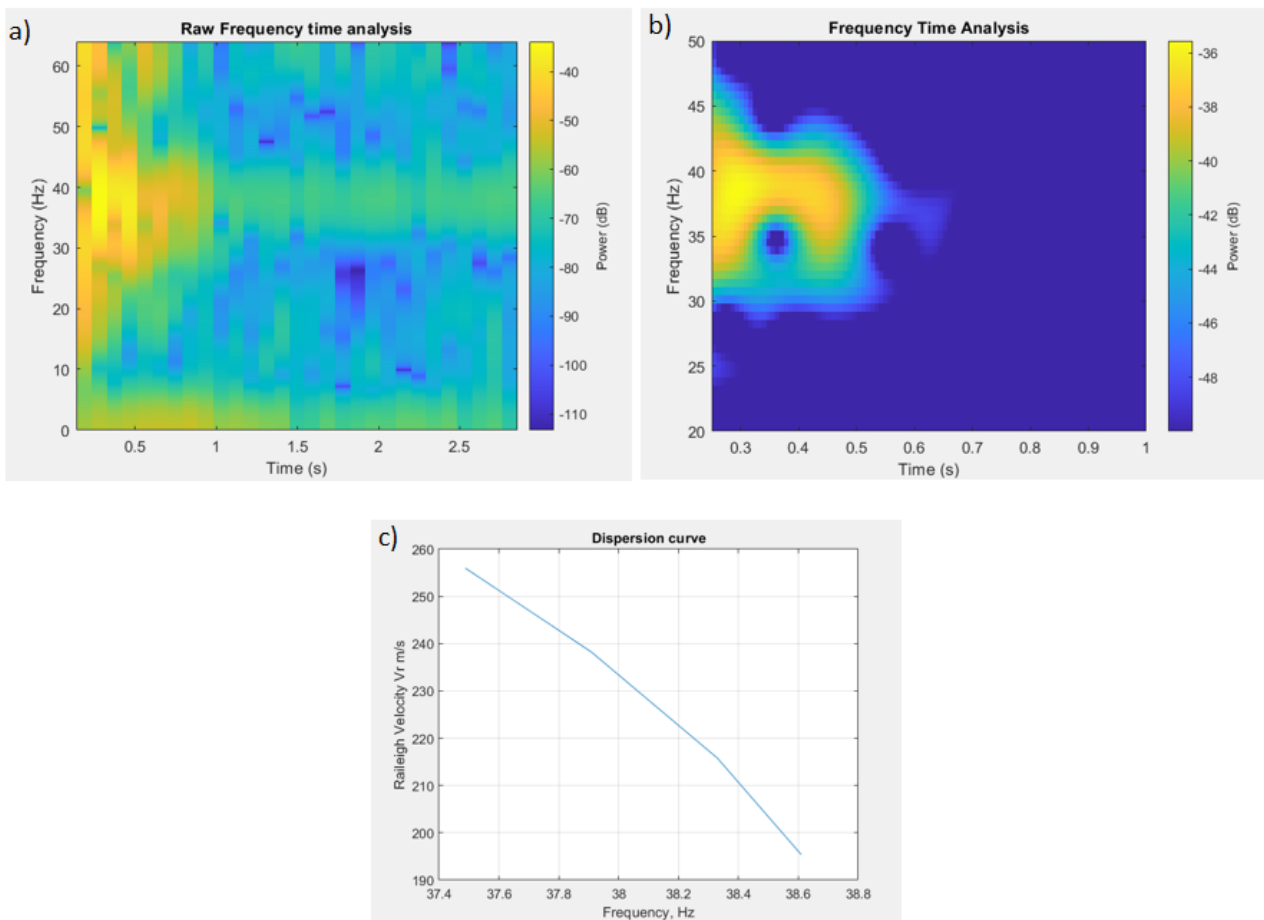 a)
Raw Frequency time analysis
60
50
40
30
20
10
0
Frequency (Hz)
0.5 1 1.5 2 2.5
Time (s)
-40
-50
-60
-70
-80
-90
-100
-110
Power (dB)
b)
Frequency Time Analysis
50
45
40
35
30
25
20
Frequency (Hz)
0.3 0.4 0.5 0.6 0.7 0.8 0.9 1
Time (s)
-36
-38
-40
-42
-44
-46
-48
Power (dB)
c)
Dispersion curve
260
250
240
230
220
210
200
190
Raileigh Velocity Vr m/s
37.4 37.6 37.8 38 38.2 38.4 38.6 38.8
Frequency, Hz